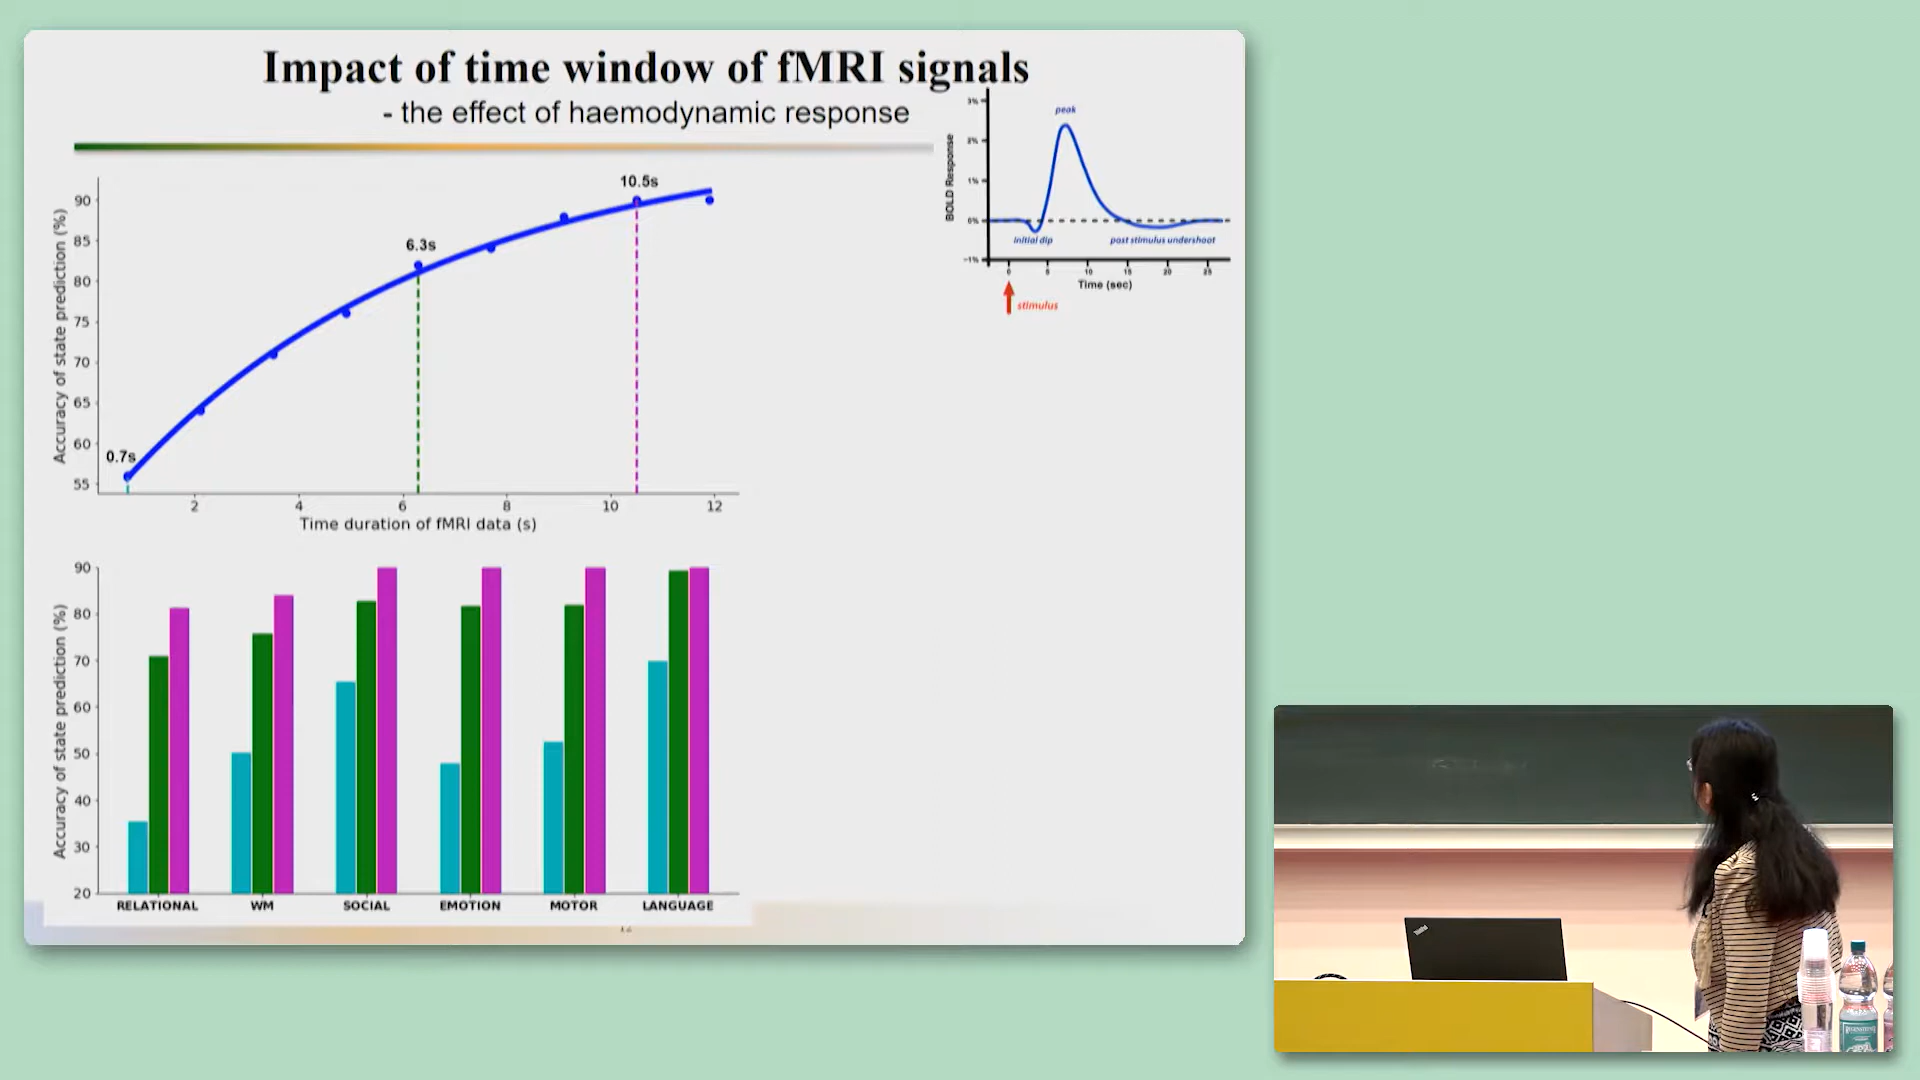 Impact of time window of fMRI signals
- the effect of haemodynamic response
3%
2%
1%
0%
-1%
BOLD Response
peak
initial dip
post stimulus undershoot
0 5 10 15 20 25
Time (sec)
stimulus
90
85
80
75
70
65
60
55
Accuracy of state prediction (%)
0.7s
6.3s
10.5s
2 4 6 8 10 12
Time duration of fMRI data (s)
90
80
70
60
50
40
30
20
Accuracy of state prediction (%)
RELATIONAL WM SOCIAL EMOTION MOTOR LANGUAGE